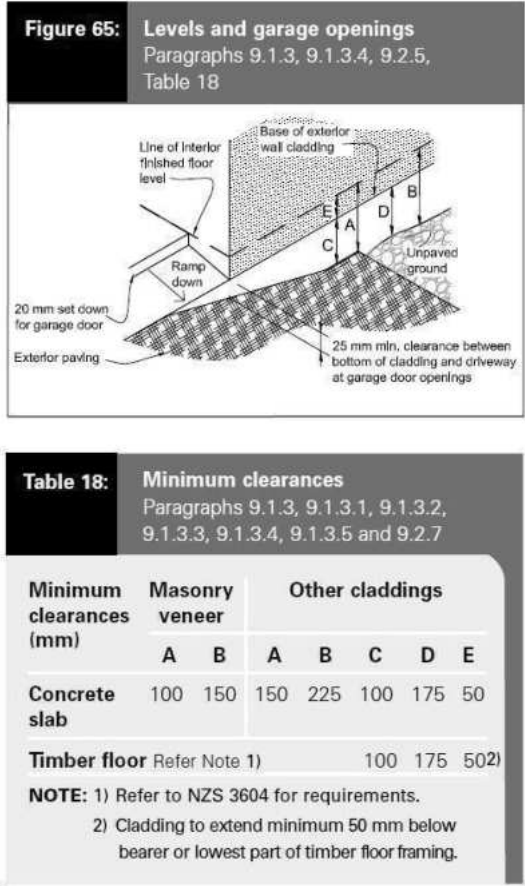 Figure 65: Levels and garage openings
Paragraphs 9.1.3, 9.1.3.4, 9.2.5,
Table 18
Line of interior
finished floor
level
Base of exterior
wall cladding
E
A
C
D
B
Unpaved
ground
Ramp
down
20 mm set down
for garage door
Exterior paving
25 mm min. clearance between
bottom of cladding and driveway
at garage door openings
Table 18: Minimum clearances
Paragraphs 9.1.3, 9.1.3.1, 9.1.3.2,
9.1.3.3, 9.1.3.4, 9.1.3.5 and 9.2.7
Minimum Masonry Other claddings
clearances veneer
(mm)
A B A B C D E
Concrete 100 150 150 225 100 175 50
slab
Timber floor Refer Note 1) 100 175 502)
NOTE: 1) Refer to NZS 3604 for requirements.
2) Cladding to extend minimum 50 mm below
bearer or lowest part of timber floor framing.